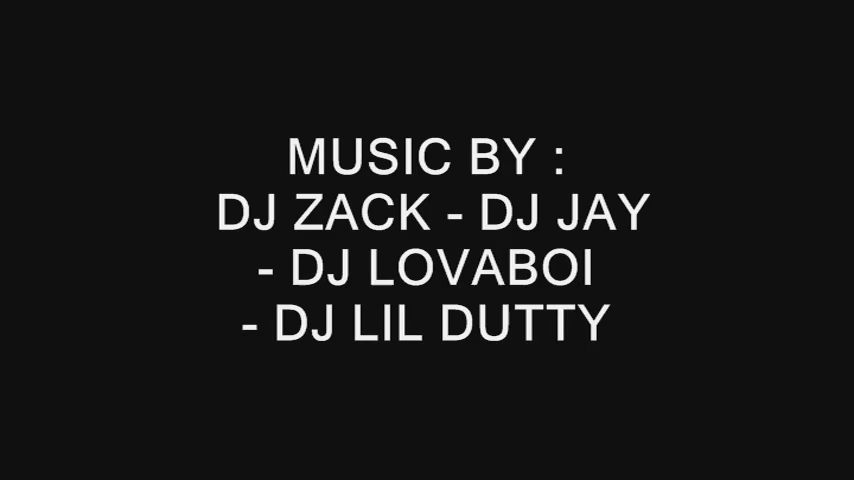 MUSIC BY :
DJ ZACK - DJ JAY
- DJ LOVABOI
- DJ LIL DUTTY